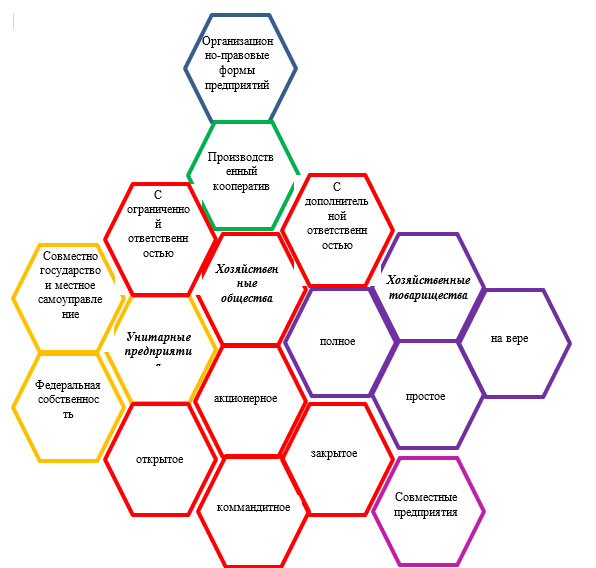 Организацион
но-правовые
формы
предприятий
Производств
енный
кооператив
С
ограниченно
й
ответственн
остью
С
дополнитель
ной
ответственн
остью
Совместно
государство
и местное
самоуправле
ние
Хозяйствен
ные
общества
Хозяйственные
товарищества
Унитарные
предприяти
я
полное
на вере
Федеральная
собственнос
ть
акционерное
простое
открытое
закрытое
коммандитное
Совместные
предприятия